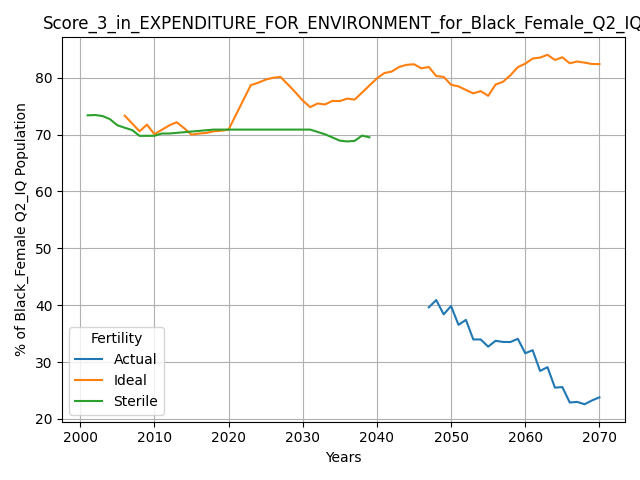 Score_3_in_EXPENDITURE_FOR_ENVIRONMENT_for_Black_Female_Q2_IQ
% of Black_Female Q2_IQ Population
80
70
60
50
40
30
20
Fertility
Actual
Ideal
Sterile
2000 2010 2020 2030 2040 2050 2060 2070
Years